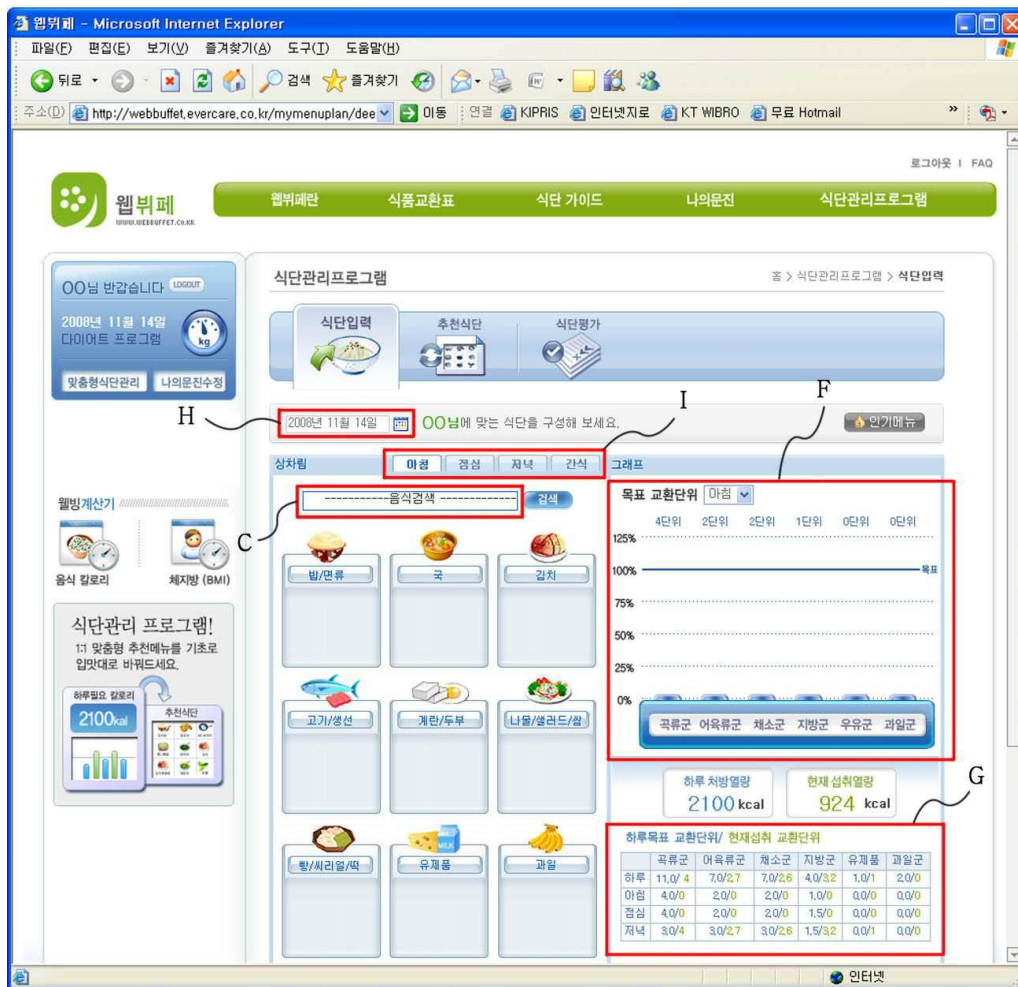 웹뷔페 - Microsoft Internet Explorer
파일(F) 편집(E) 보기(V) 즐겨찾기(A) 도구(T) 도움말(H)
뒤로 검색 즐겨찾기
주소(D) http://webbuffet.evercare.co.kr/mymenuplan/dee 이동 연결 KIPRIS 인터넷지로 KT WIBRO 무료 Hotmail »
로그아웃 | FAQ
웹뷔페
WWW.WEBBUFFET.CO.KR
웹뷔페란 식품교환표 식단 가이드 나의문진 식단관리프로그램
OO님 반갑습니다 LOGOUT
2008년 11월 14일
다이어트 프로그램
kg
맞춤형식단관리 나의문진수정
식단관리프로그램
홈 > 식단관리프로그램 > 식단입력
식단입력 추천식단 식단평가
H
I
F
2008년 11월 14일 OO님에 맞는 식단을 구성해 보세요. 인기메뉴
상차림 아침 점심 저녁 간식 그래프
C
-----------음식검색 ------------- 검색
웰빙계산기
음식 칼로리 체지방 (BMI)
식단관리 프로그램!
1:1 맞춤형 추천메뉴를 기초로
입맛대로 바꿔드세요.
하루필요 칼로리
2100kal
추천식단
밥/면류 국 김치
고기/생선 계란/두부 나물/샐러드/쌈
MILK
빵/씨리얼/떡 유제품 과일
목표 교환단위 아침
4단위 2단위 2단위 1단위 0단위 0단위
125%
100% 목표
75%
50%
25%
0%
곡류군 어육류군 채소군 지방군 우유군 과일군
하루 처방열량 현재 섭취열량
2100 kcal 924 kcal
G
하루목표 교환단위/ 현재섭취 교환단위
곡류군 어육류군 채소군 지방군 유제품 과일군
하루 11.0/4 7.0/2.7 7.0/2.6 4.0/3.2 1.0/1 2.0/0
아침 4.0/0 2.0/0 2.0/0 1.0/0 0.0/0 0.0/0
점심 4.0/0 2.0/0 2.0/0 1.5/0 0.0/0 0.0/0
저녁 3.0/4 3.0/2.7 3.0/2.6 1.5/3.2 0.0/1 0.0/0
인터넷